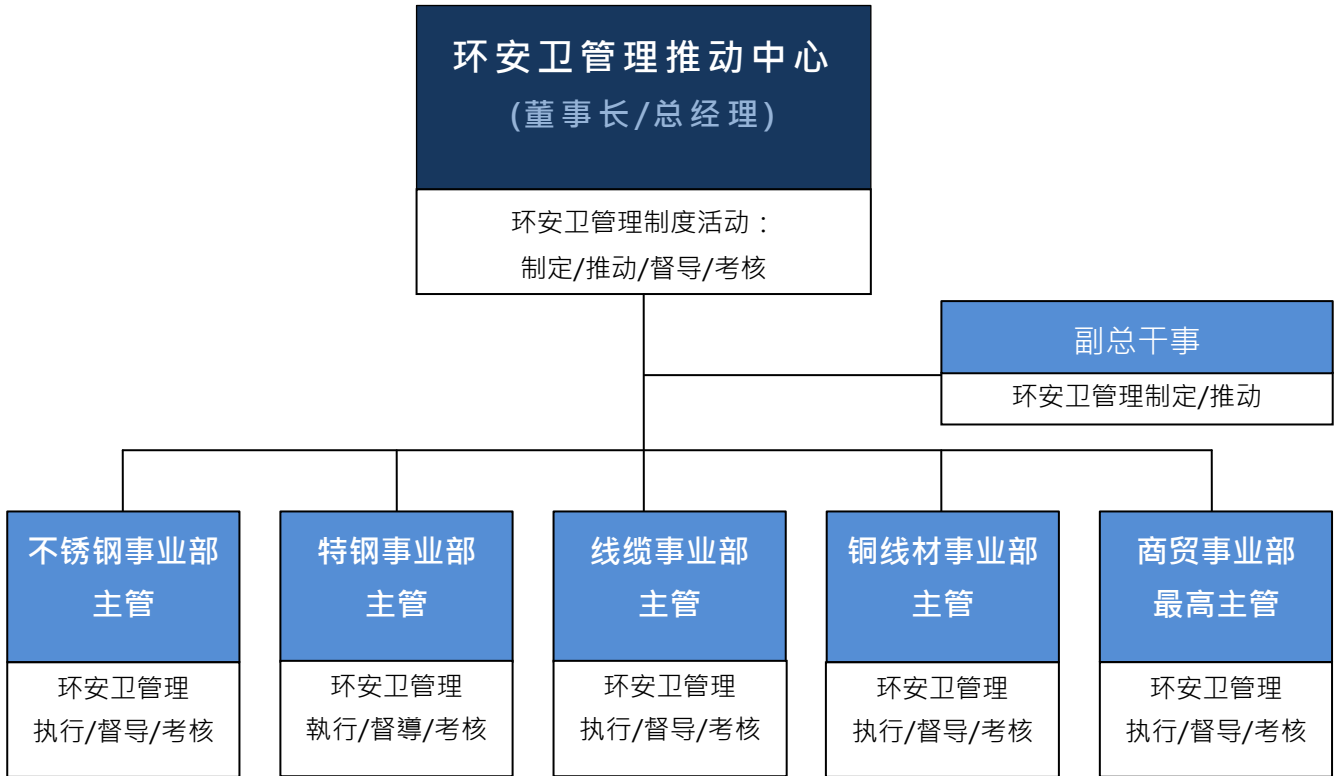 环安卫管理推动中心
(董事长/总经理)
环安卫管理制度活动：
制定/推动/督导/考核
副总干事
环安卫管理制定/推动
不锈钢事业部
主管
环安卫管理
执行/督导/考核
特钢事业部
主管
环安卫管理
執行/督導/考核
线缆事业部
主管
环安卫管理
执行/督导/考核
铜线材事业部
主管
环安卫管理
执行/督导/考核
商贸事业部
最高主管
环安卫管理
执行/督导/考核